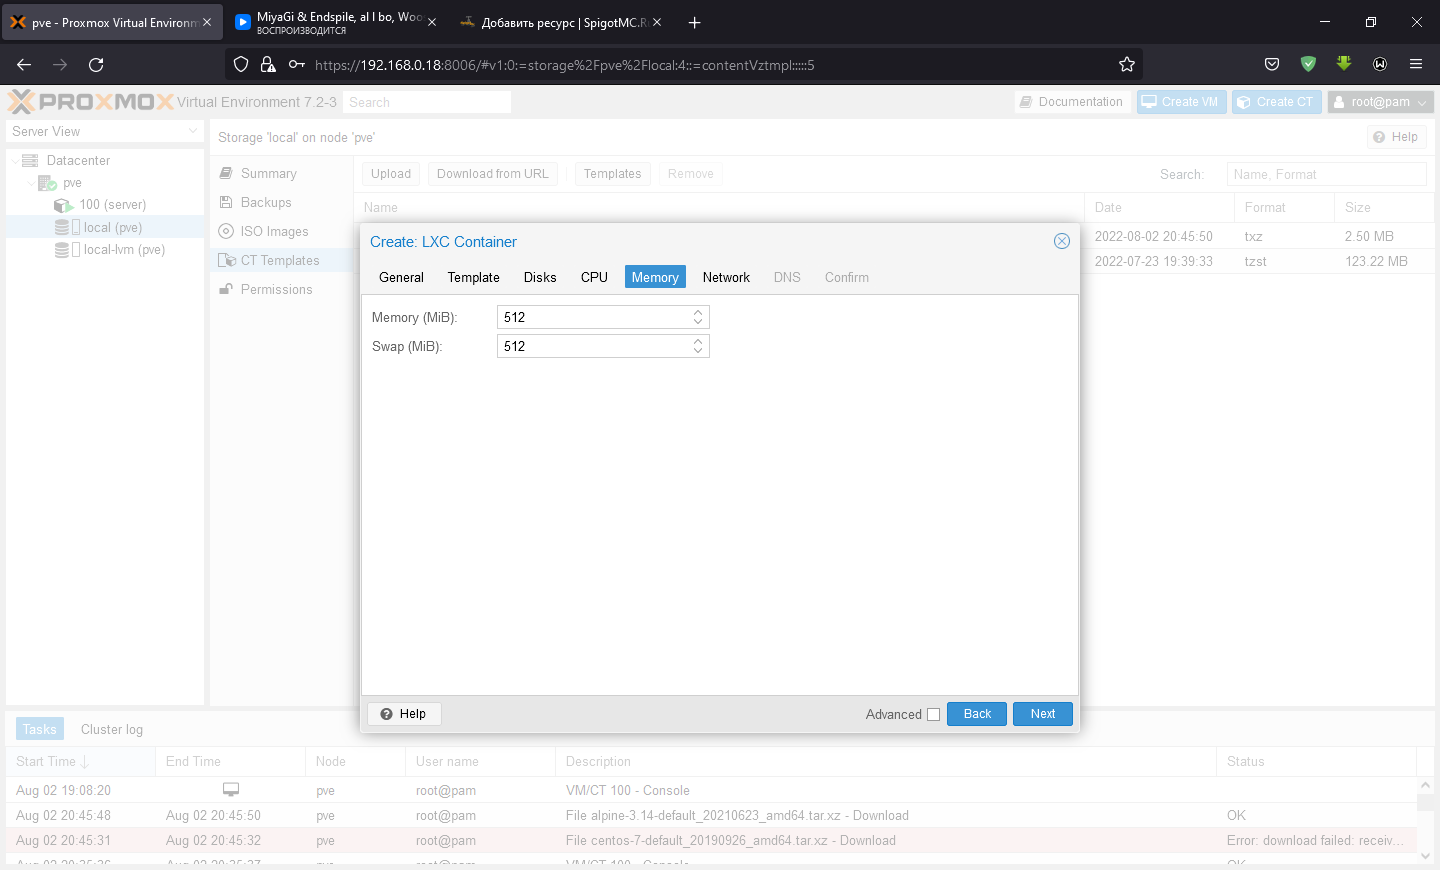 pve - Proxmox Virtual Environm
MiyaGi & Endspile, al l bo, Woo
ВОСПРОИЗВОДИТСЯ
Добавить ресурс | SpigotMC.R
https://192.168.0.18:8006/#v1:0:=storage%2Fpve%2Flocal:4::=contentVztmpl:::::5
PROXMOX Virtual Environment 7.2-3 Search Documentation Create VM Create CT root@pam
Server View
Storage 'local' on node 'pve' Help
Datacenter
pve
100 (server)
local (pve)
local-lvm (pve)
Summary
Backups
ISO Images
CT Templates
Permissions
Upload Download from URL Templates Remove Search: Name, Format
Name Date Format Size
2022-08-02 20:45:50 txz 2.50 MB
2022-07-23 19:39:33 tzst 123.22 MB
Create: LXC Container
General Template Disks CPU Memory Network DNS Confirm
Memory (MiB): 512
Swap (MiB): 512
Help Advanced Back Next
Tasks Cluster log
Start Time End Time Node User name Description Status
Aug 02 19:08:20 pve root@pam VM/CT 100 - Console
Aug 02 20:45:48 Aug 02 20:45:50 pve root@pam File alpine-3.14-default_20210623_amd64.tar.xz - Download OK
Aug 02 20:45:31 Aug 02 20:45:32 pve root@pam File centos-7-default_20190926_amd64.tar.xz - Download Error: download failed: receiv...
pve root@pam VM/CT 100 - Console OK